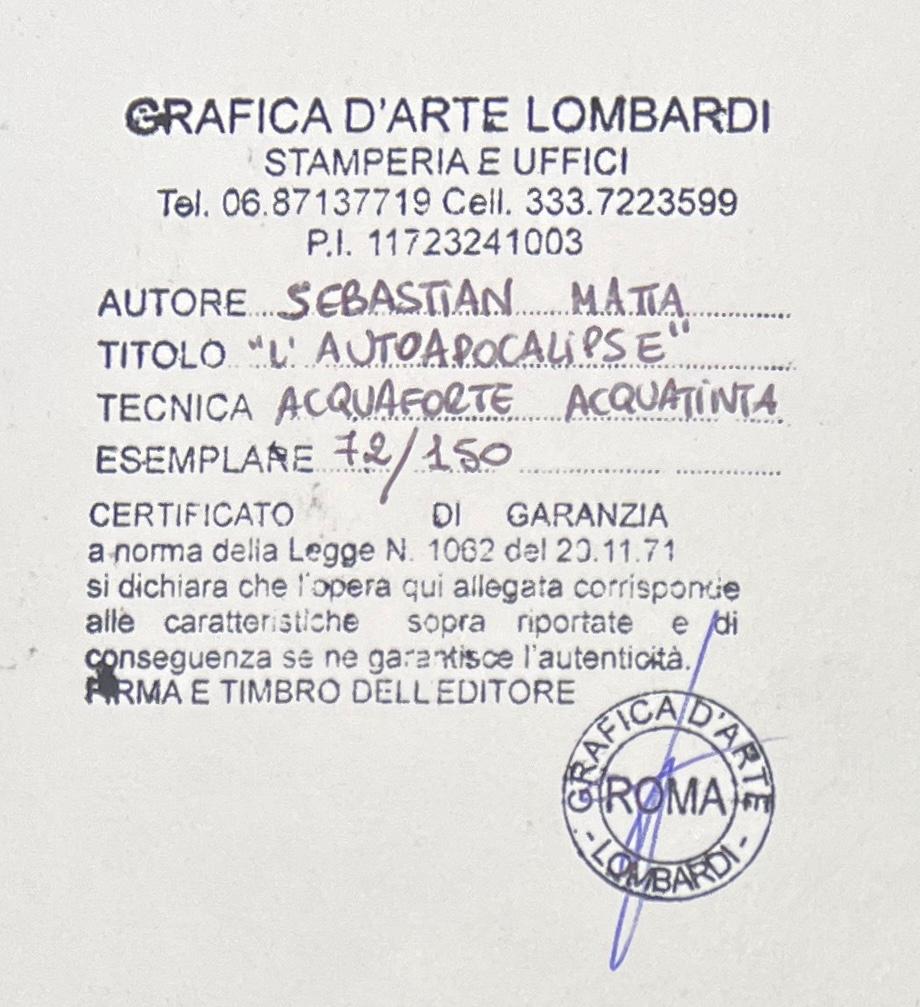 GRAFICA D'ARTE LOMBARDI
STAMPERIA E UFFICI
Tel. 06.87137719 Cell. 333.7223599
P.I. 11723241003
AUTORE SEBASTIAN MATTA
TITOLO "L'AUTOAPOCALIPSE"
TECNICA ACQUAFORTE ACQUATINTA
ESEMPLARE 72/150
CERTIFICATO DI GARANZIA
a norma della Legge N. 1062 del 20.11.71
si dichiara che l'opera qui allegata corrisponde
alle caratteristiche sopra riportate e di
conseguenza se ne garantisce l'autenticità.
FIRMA E TIMBRO DELL'EDITORE
GRAFICA D'ARTE
ROMA
- LOMBARDI -